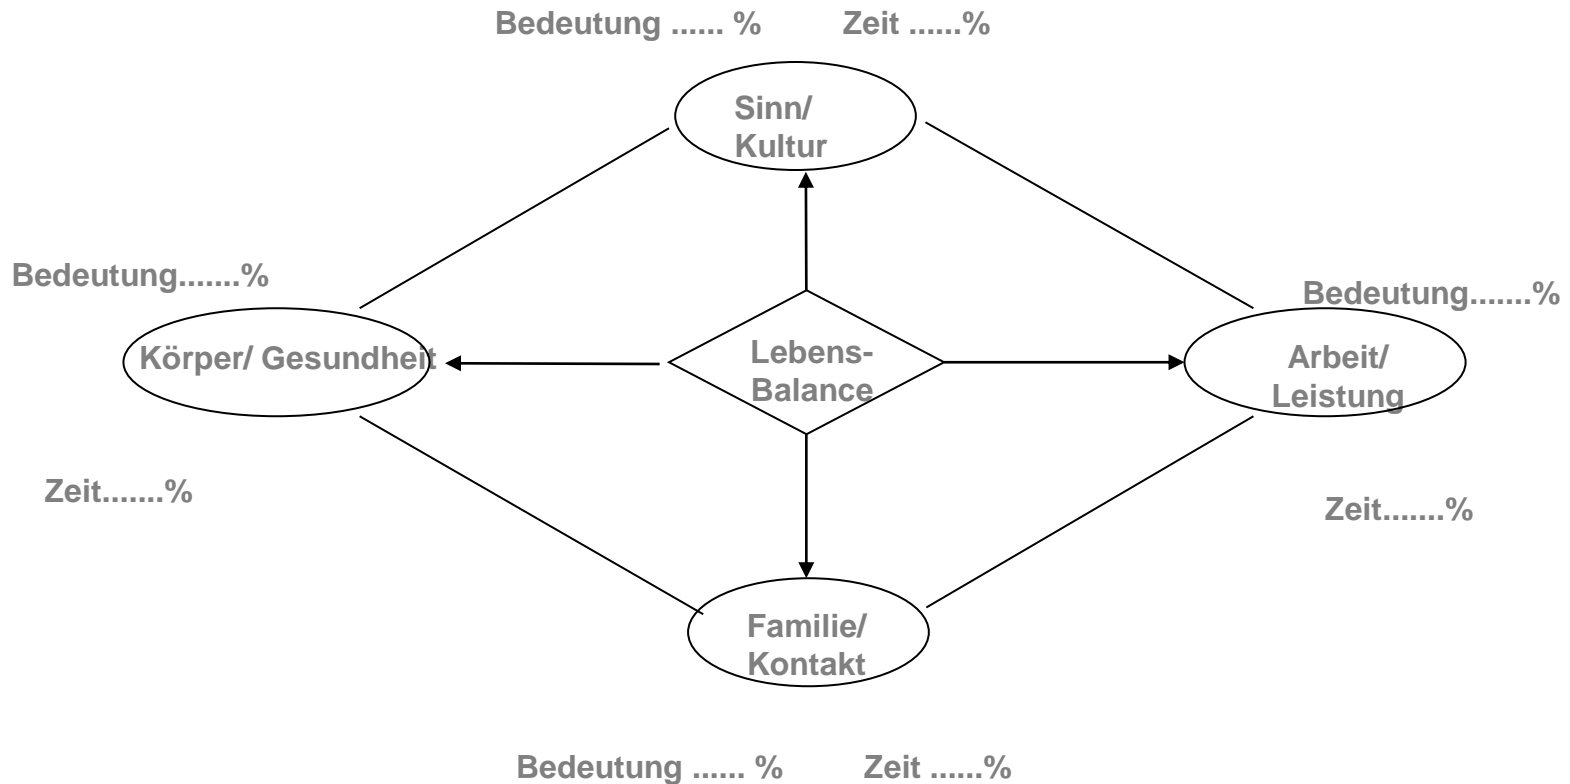 Bedeutung ...... % Zeit ......%
Sinn/
Kultur
Bedeutung.......%
Bedeutung.......%
Körper/ Gesundheit
Lebens-
Balance
Arbeit/
Leistung
Zeit.......%
Zeit.......%
Familie/
Kontakt
Bedeutung ...... % Zeit ......%